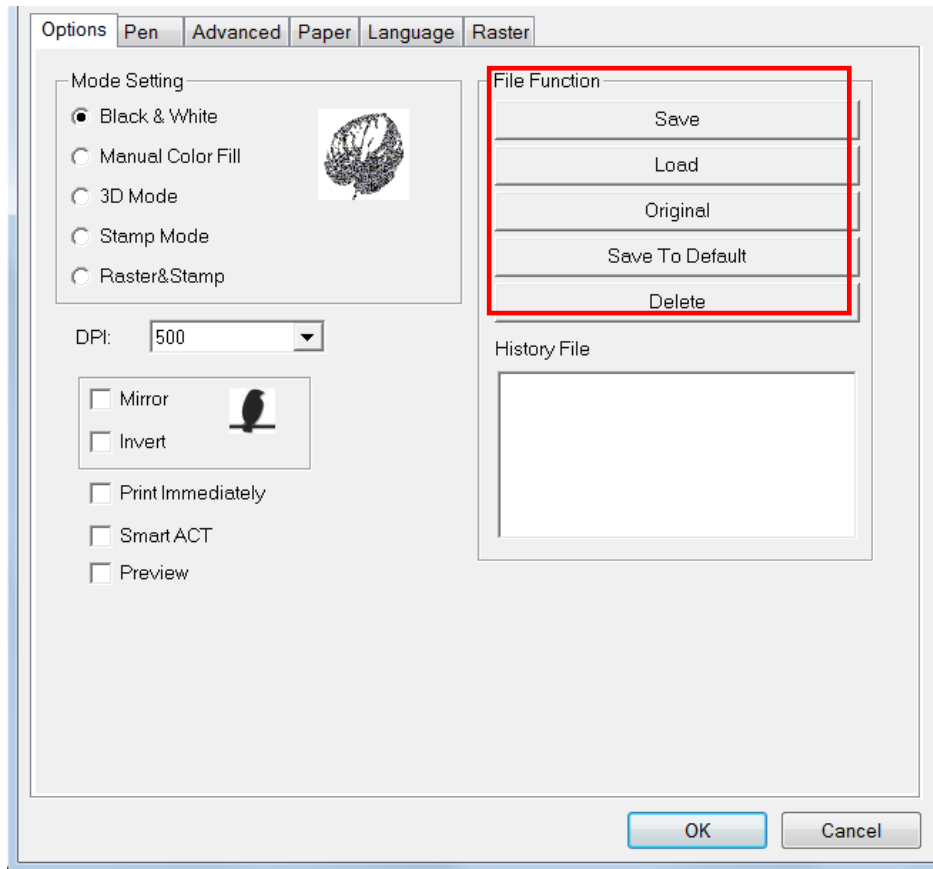 Options Pen Advanced Paper Language Raster
Mode Setting
Black & White
Manual Color Fill
3D Mode
Stamp Mode
Raster&Stamp
DPI: 500
Mirror
Invert
Print Immediately
Smart ACT
Preview
File Function
Save
Load
Original
Save To Default
Delete
History File
OK Cancel